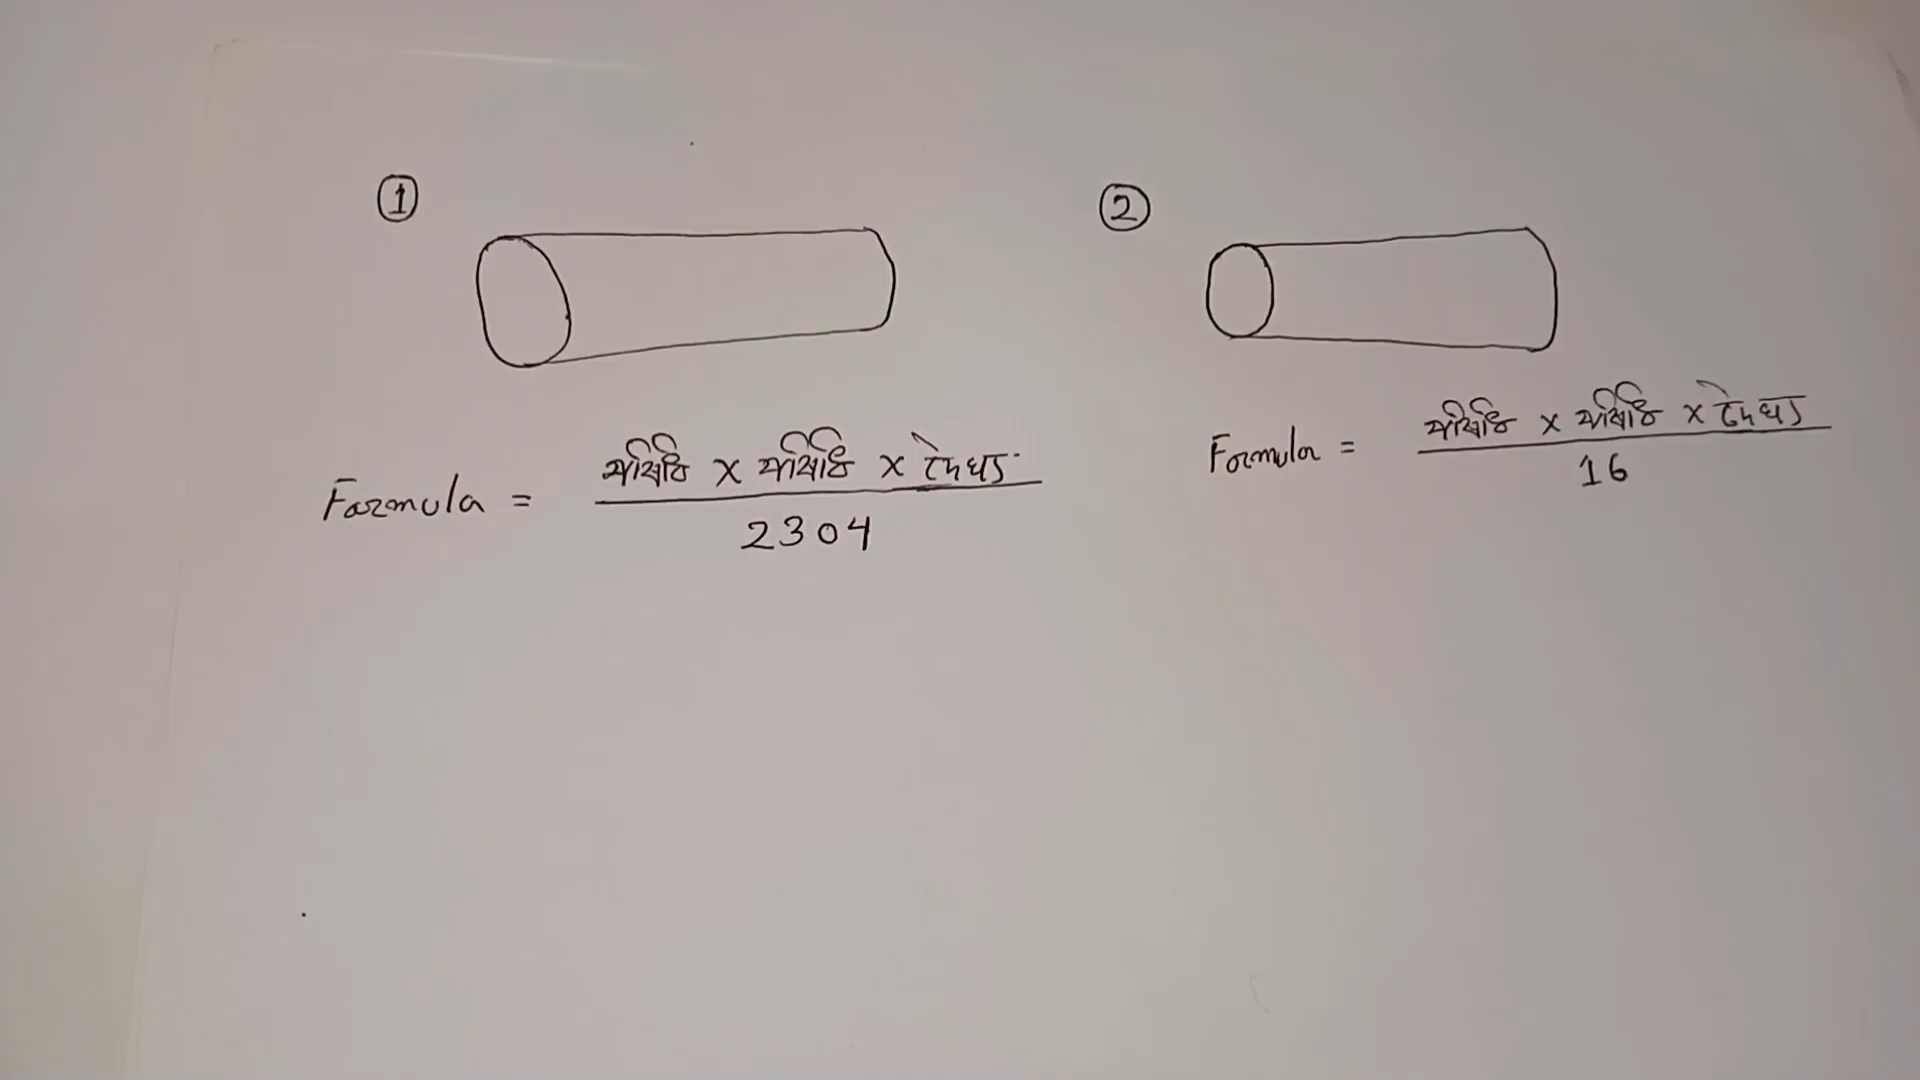 ①
②
Formula = পরিধি x পরিধি x দৈঘ্য
2304
Formula = পরিধি x পরিধি x দৈঘ্য
16